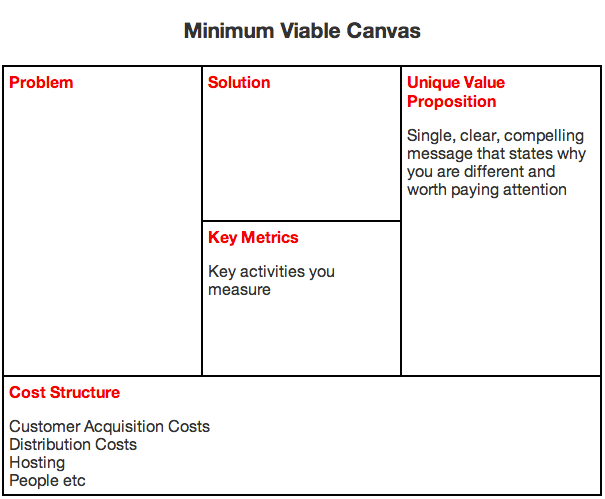 Minimum Viable Canvas
Problem
Solution
Key Metrics
Key activities you
measure
Unique Value
Proposition
Single, clear, compelling
message that states why
you are different and
worth paying attention
Cost Structure
Customer Acquisition Costs
Distribution Costs
Hosting
People etc